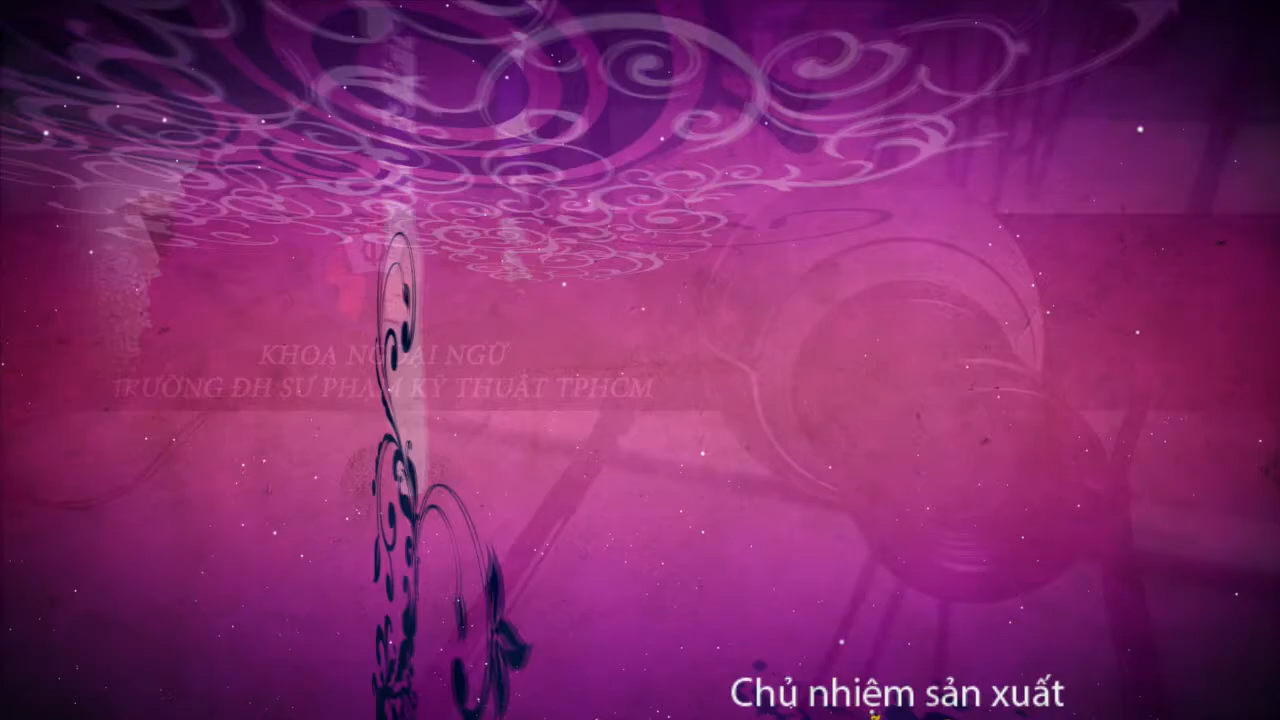 KHOA NGOẠI NGỮ
TRƯỜNG ĐH SƯ PHẠM KỸ THUẬT TPHCM
Chủ nhiệm sản xuất